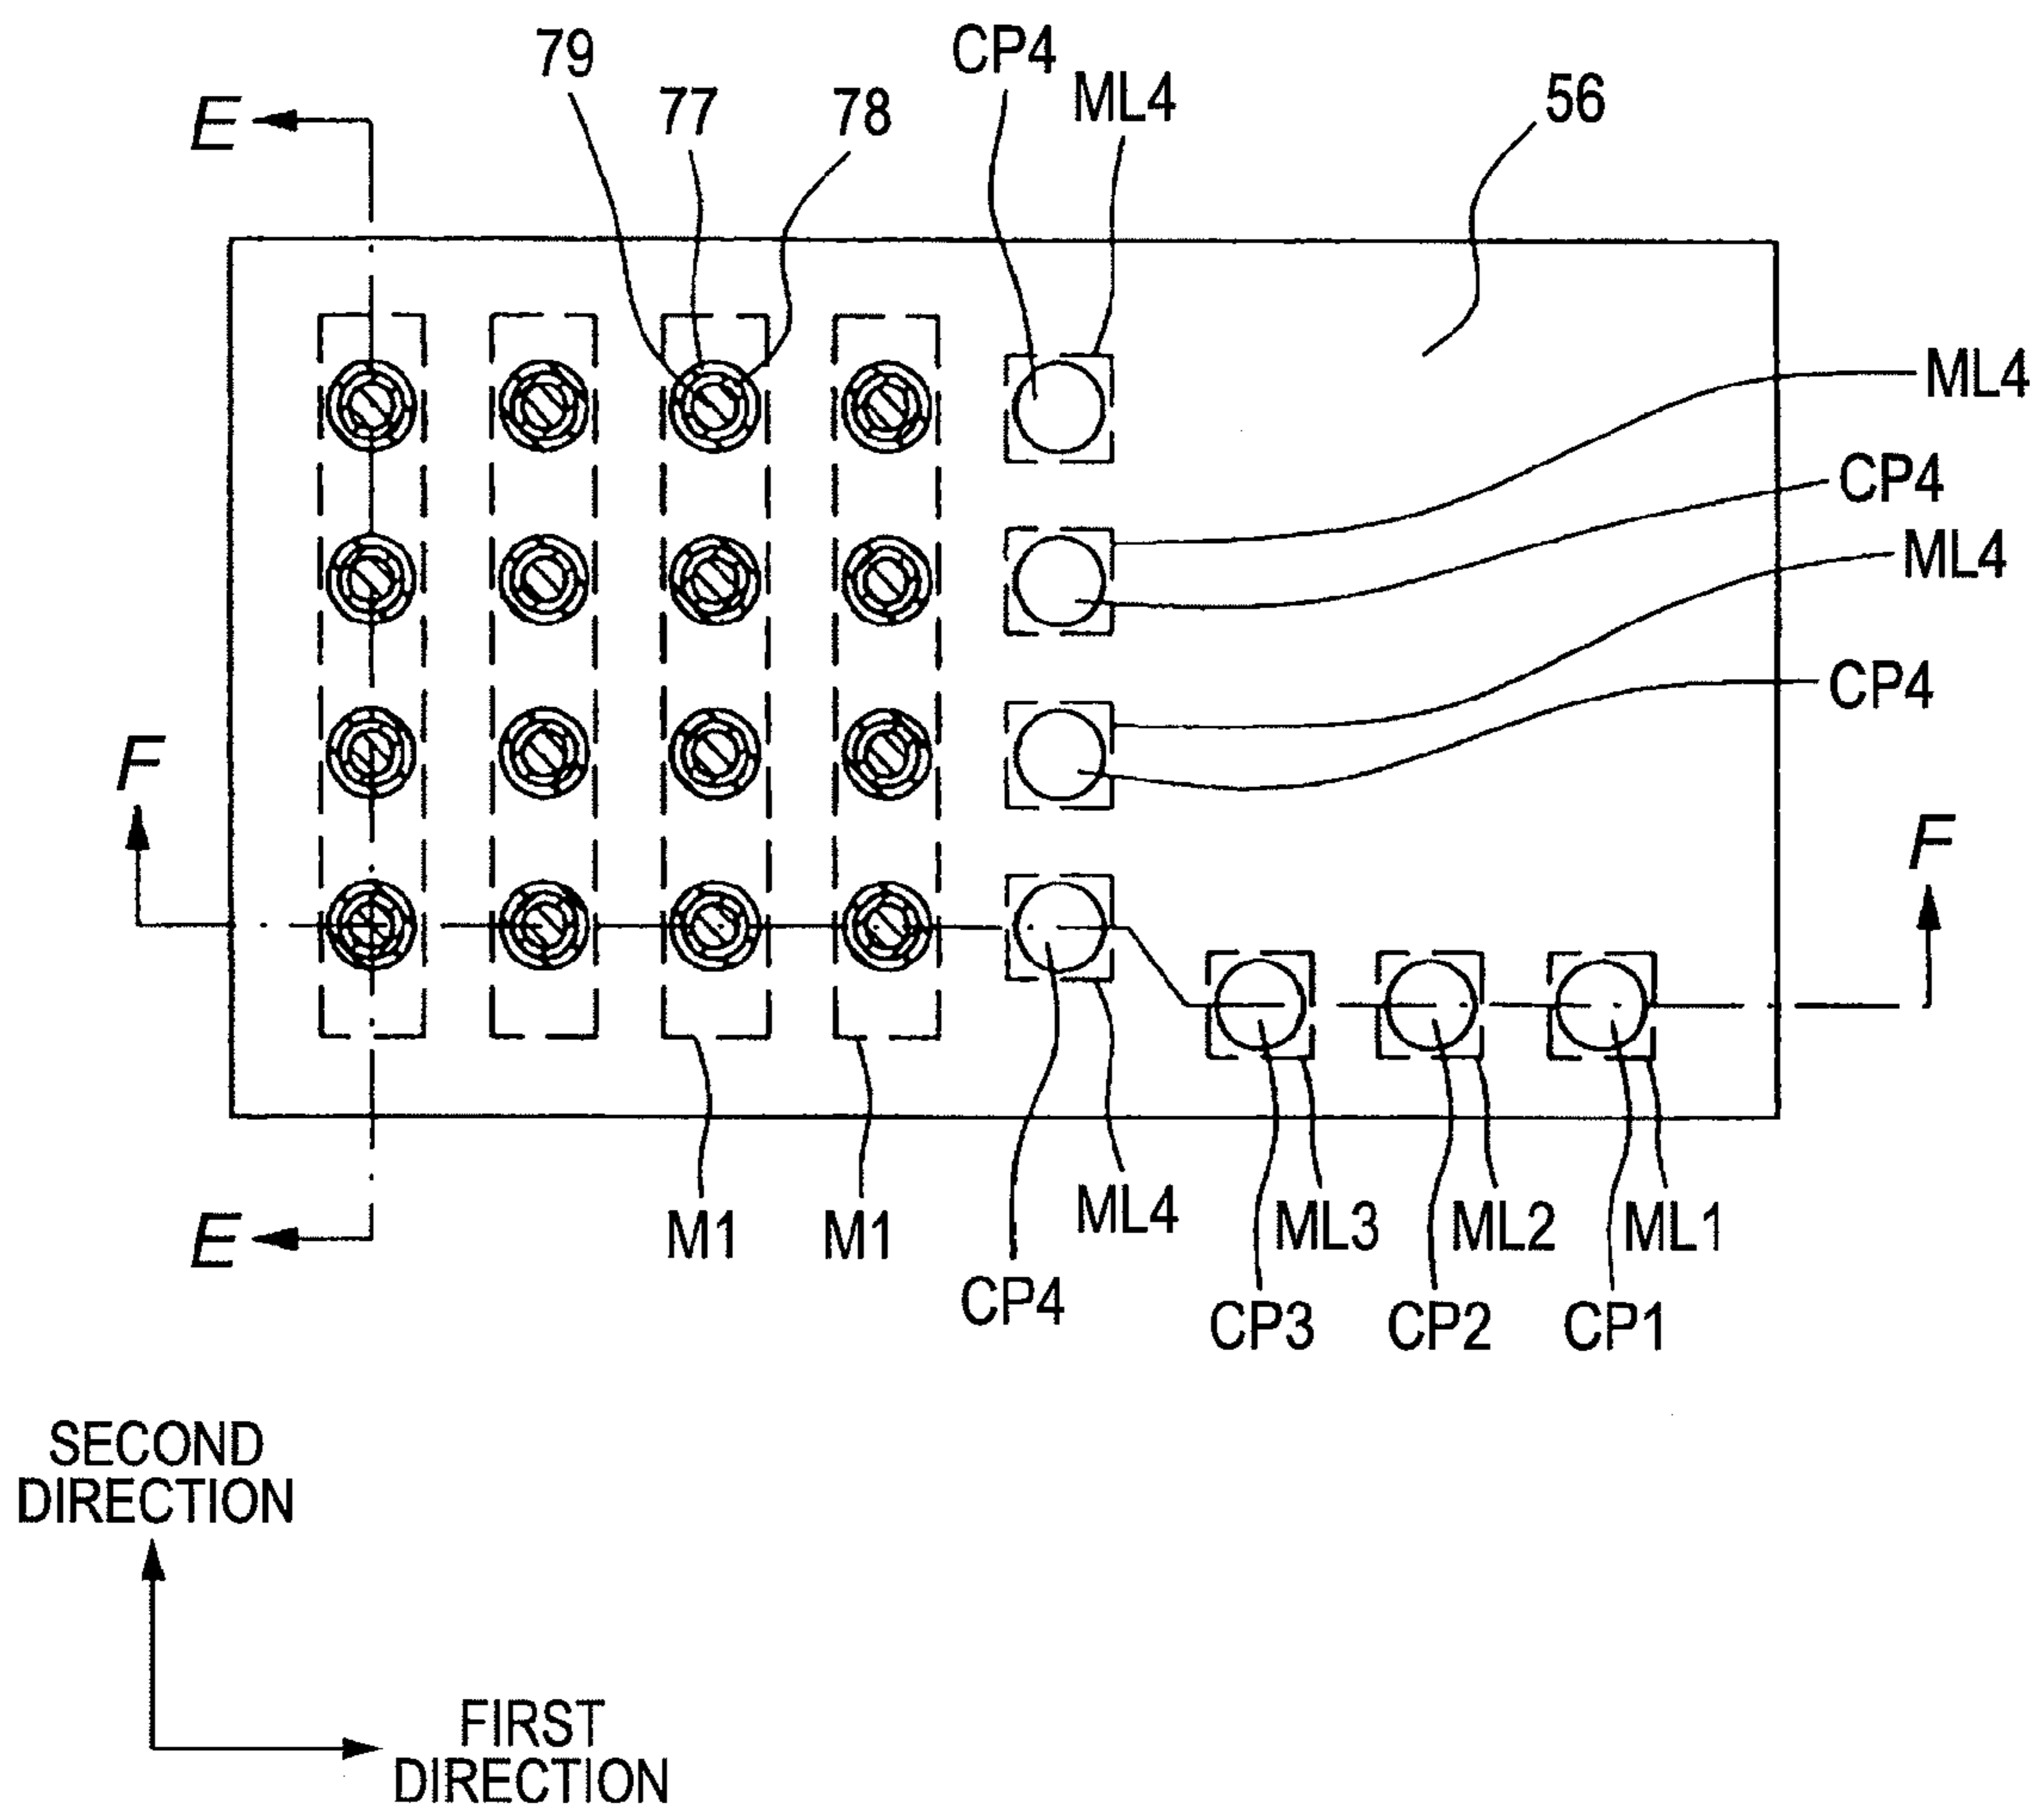 CP4
79
ML4
77
78
56
E
ML4
CP4
ML4
CP4
F
F
M1
M1
ML4
ML3
ML2
ML1
E
CP4
CP3
CP2
CP1
SECOND
DIRECTION
FIRST
DIRECTION